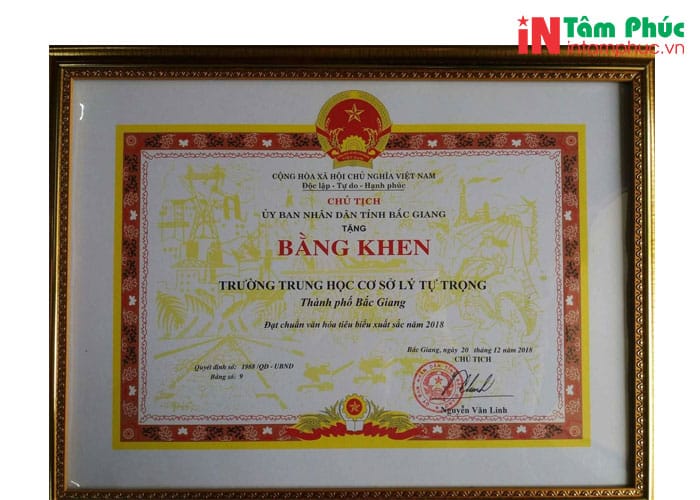 iN Tâm Phúc
intamphuc.vn
CỘNG HÒA XÃ HỘI CHỦ NGHĨA VIỆT NAM
Độc lập - Tự do - Hạnh phúc
CHỦ TỊCH
ỦY BAN NHÂN DÂN TỈNH BẮC GIANG
TẶNG
BẰNG KHEN
TRƯỜNG TRUNG HỌC CƠ SỞ LÝ TỰ TRỌNG
Thành phố Bắc Giang
Đạt chuẩn văn hóa tiêu biểu xuất sắc năm 2018
Bắc Giang, ngày 20 tháng 12 năm 2018
CHỦ TỊCH
Quyết định số: 1988 /QĐ - UBND
Bảng số: 9
Nguyễn Văn Linh